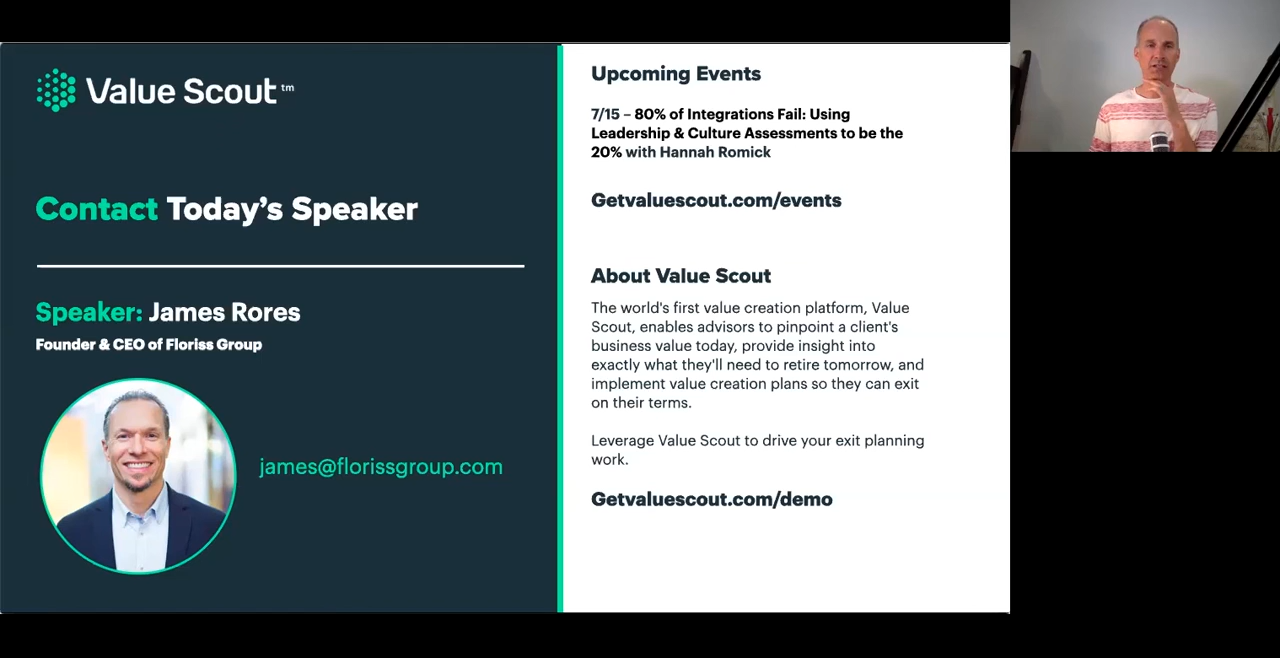 Value Scout tm
Contact Today's Speaker
Speaker: James Rores
Founder & CEO of Floriss Group
james@florissgroup.com
Upcoming Events
7/15 – 80% of Integrations Fail: Using
Leadership & Culture Assessments to be the
20% with Hannah Romick
Getvaluescout.com/events
About Value Scout
The world's first value creation platform, Value
Scout, enables advisors to pinpoint a client's
business value today, provide insight into
exactly what they'll need to retire tomorrow, and
implement value creation plans so they can exit
on their terms.
Leverage Value Scout to drive your exit planning
work.
Getvaluescout.com/demo